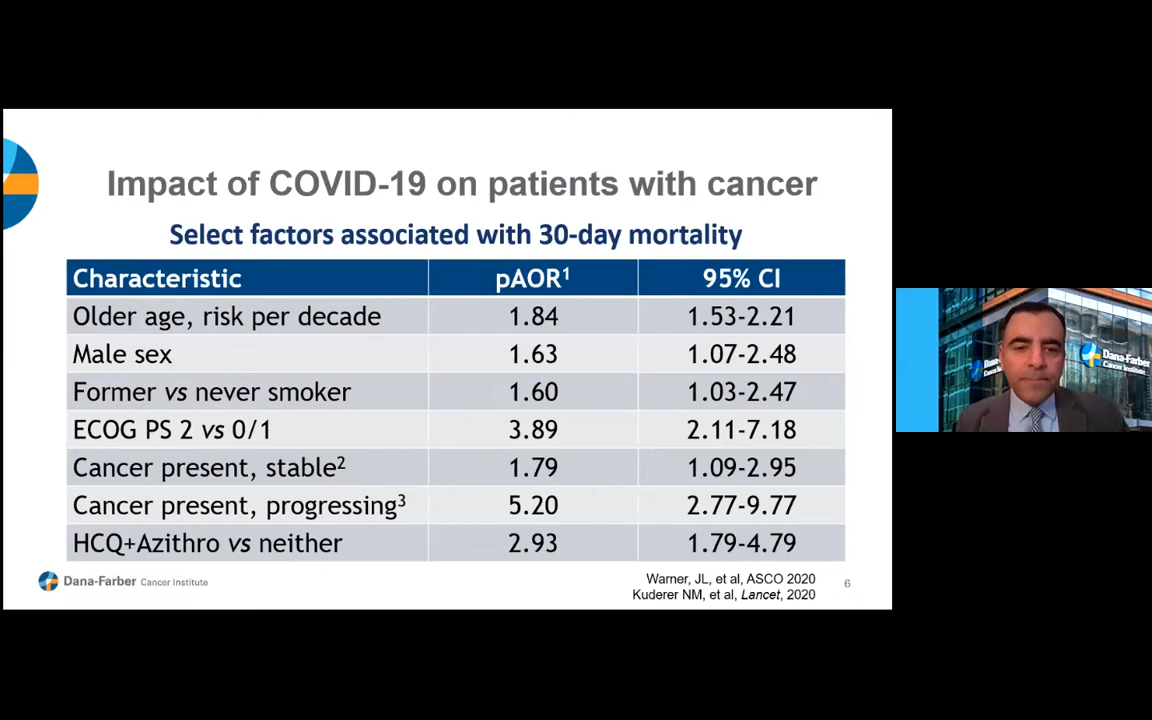 Impact of COVID-19 on patients with cancer
Select factors associated with 30-day mortality
Characteristic pAOR¹ 95% CI
Older age, risk per decade 1.84 1.53-2.21
Male sex 1.63 1.07-2.48
Former vs never smoker 1.60 1.03-2.47
ECOG PS 2 vs 0/1 3.89 2.11-7.18
Cancer present, stable² 1.79 1.09-2.95
Cancer present, progressing³ 5.20 2.77-9.77
HCQ+Azithro vs neither 2.93 1.79-4.79
Dana-Farber Cancer Institute
Warner, JL, et al, ASCO 2020
Kuderer NM, et al, Lancet, 2020
6
Dana-Farber
Cancer Institute